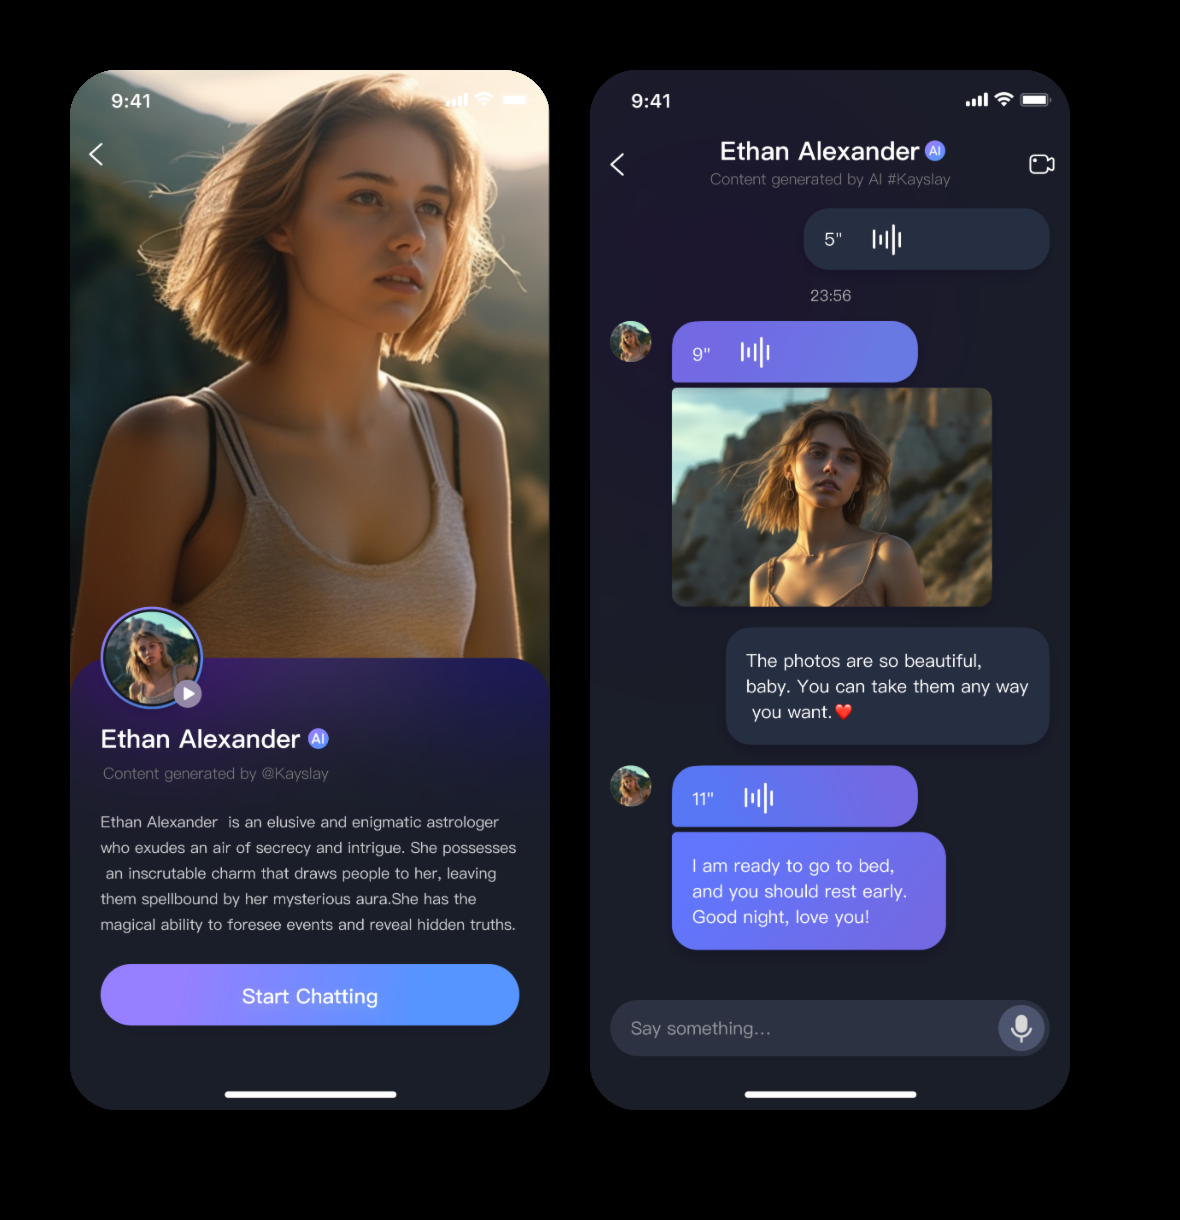 9:41
Ethan Alexander AI
Content generated by @Kayslay
Ethan Alexander  is an elusive and enigmatic astrologer
who exudes an air of secrecy and intrigue. She possesses
an inscrutable charm that draws people to her, leaving
them spellbound by her mysterious aura.She has the
magical ability to foresee events and reveal hidden truths.
Start Chatting
9:41
Ethan Alexander AI
Content generated by AI #Kayslay
5"
23:56
9"
The photos are so beautiful,
baby. You can take them any way
you want.❤️
11"
I am ready to go to bed,
and you should rest early.
Good night, love you!
Say something...